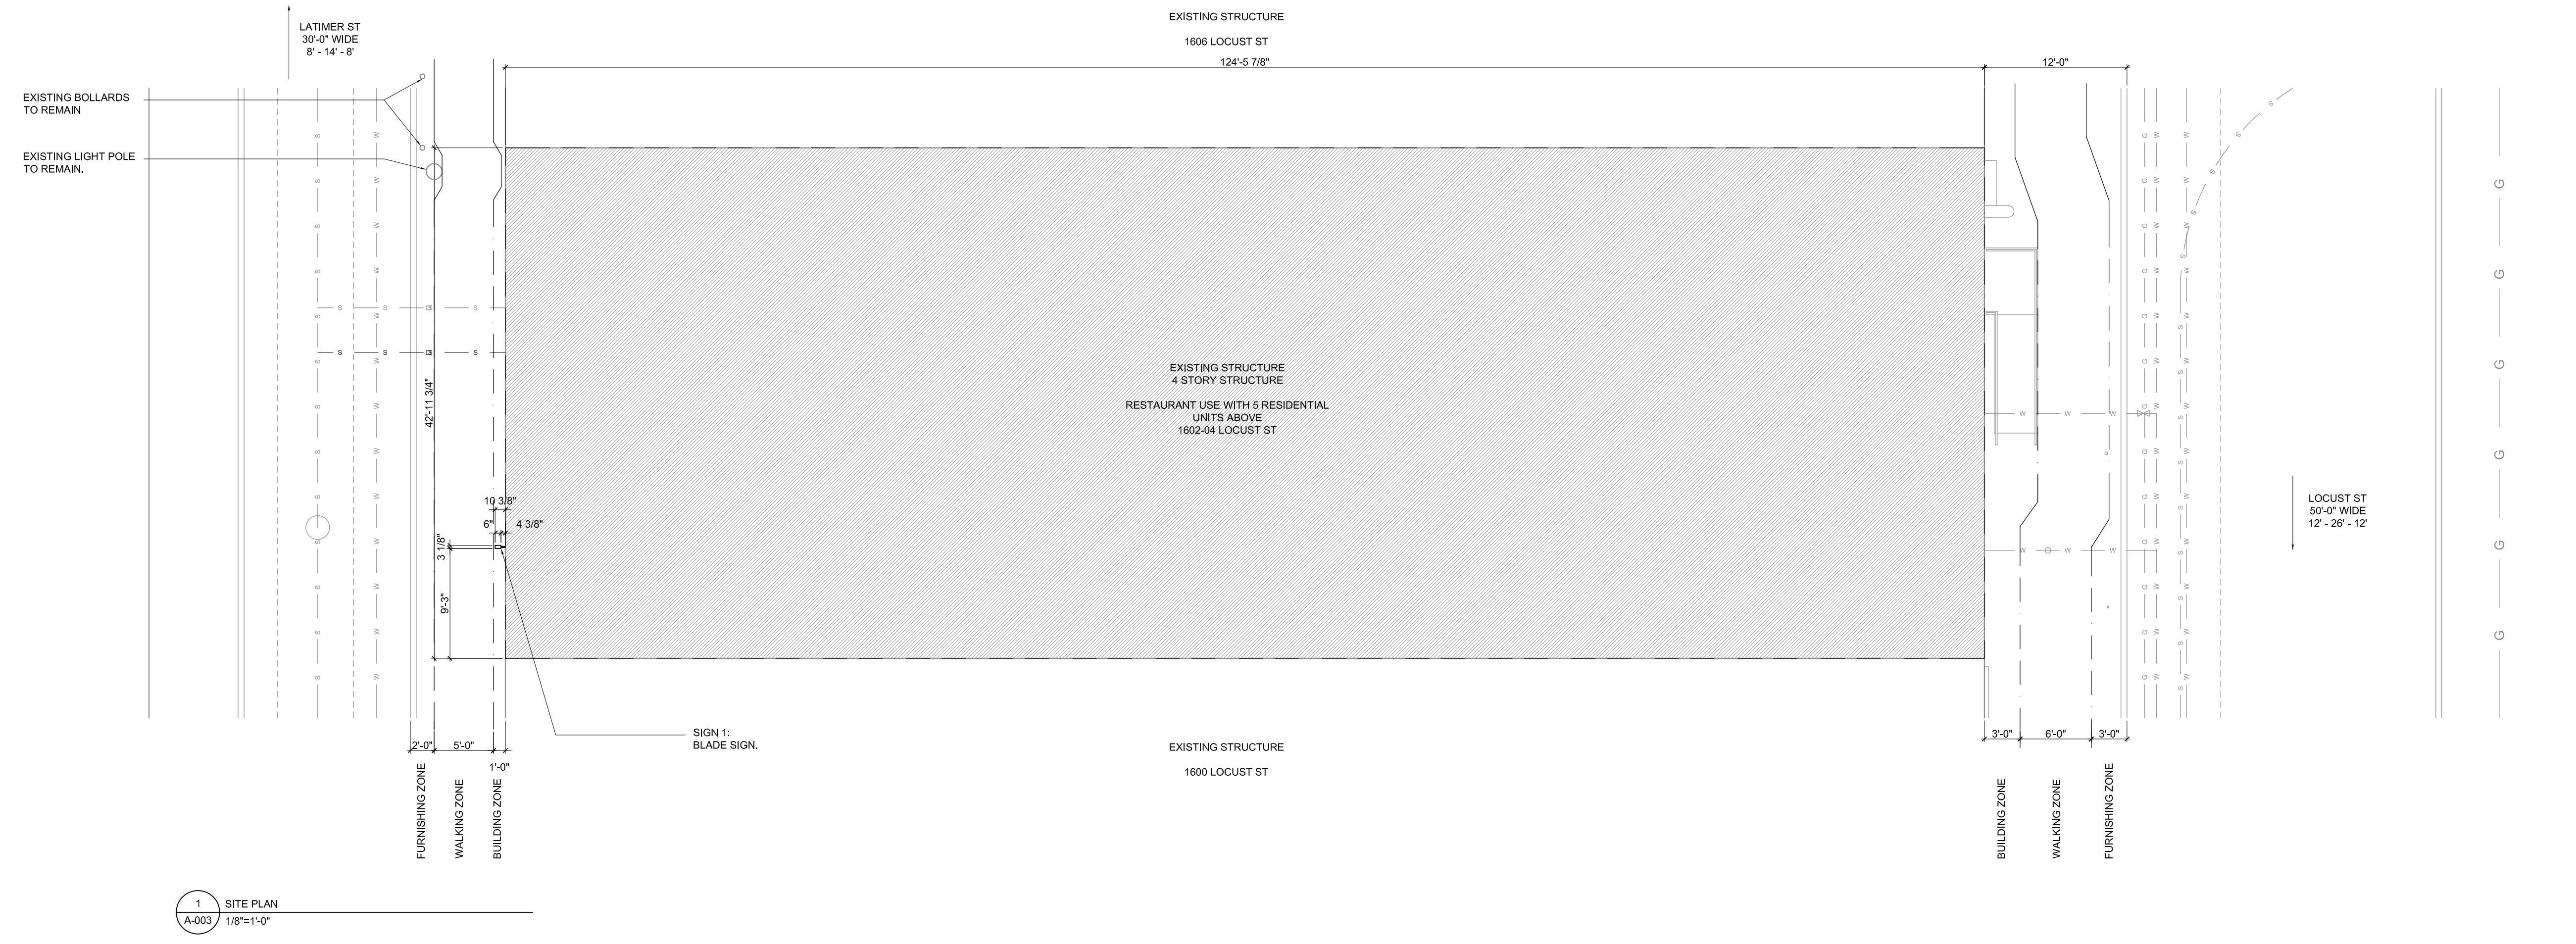 LATIMER ST
30'-0" WIDE
8' - 14' - 8'
EXISTING STRUCTURE
1606 LOCUST ST
124'-5 7/8"
12'-0"
EXISTING BOLLARDS
TO REMAIN
EXISTING LIGHT POLE
TO REMAIN.
42'-11 3/4"
EXISTING STRUCTURE
4 STORY STRUCTURE
RESTAURANT USE WITH 5 RESIDENTIAL
UNITS ABOVE
1602-04 LOCUST ST
10 3/8"
6"
4 3/8"
3 1/8"
9'-3"
LOCUST ST
50'-0" WIDE
12' - 26' - 12'
SIGN 1:
BLADE SIGN.
2'-0"
5'-0"
1'-0"
EXISTING STRUCTURE
1600 LOCUST ST
3'-0"
6'-0"
3'-0"
FURNISHING ZONE
WALKING ZONE
BUILDING ZONE
BUILDING ZONE
WALKING ZONE
FURNISHING ZONE
1
A-003
SITE PLAN
1/8"=1'-0"